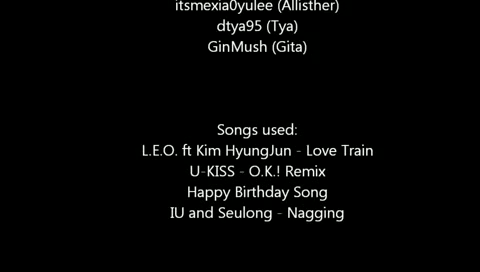 itsmexia0yulee (Allisther)
dtya95 (Tya)
GinMush (Gita)
Songs used:
L.E.O. ft Kim HyungJun - Love Train
U-KISS - O.K.! Remix
Happy Birthday Song
IU and Seulong - Nagging